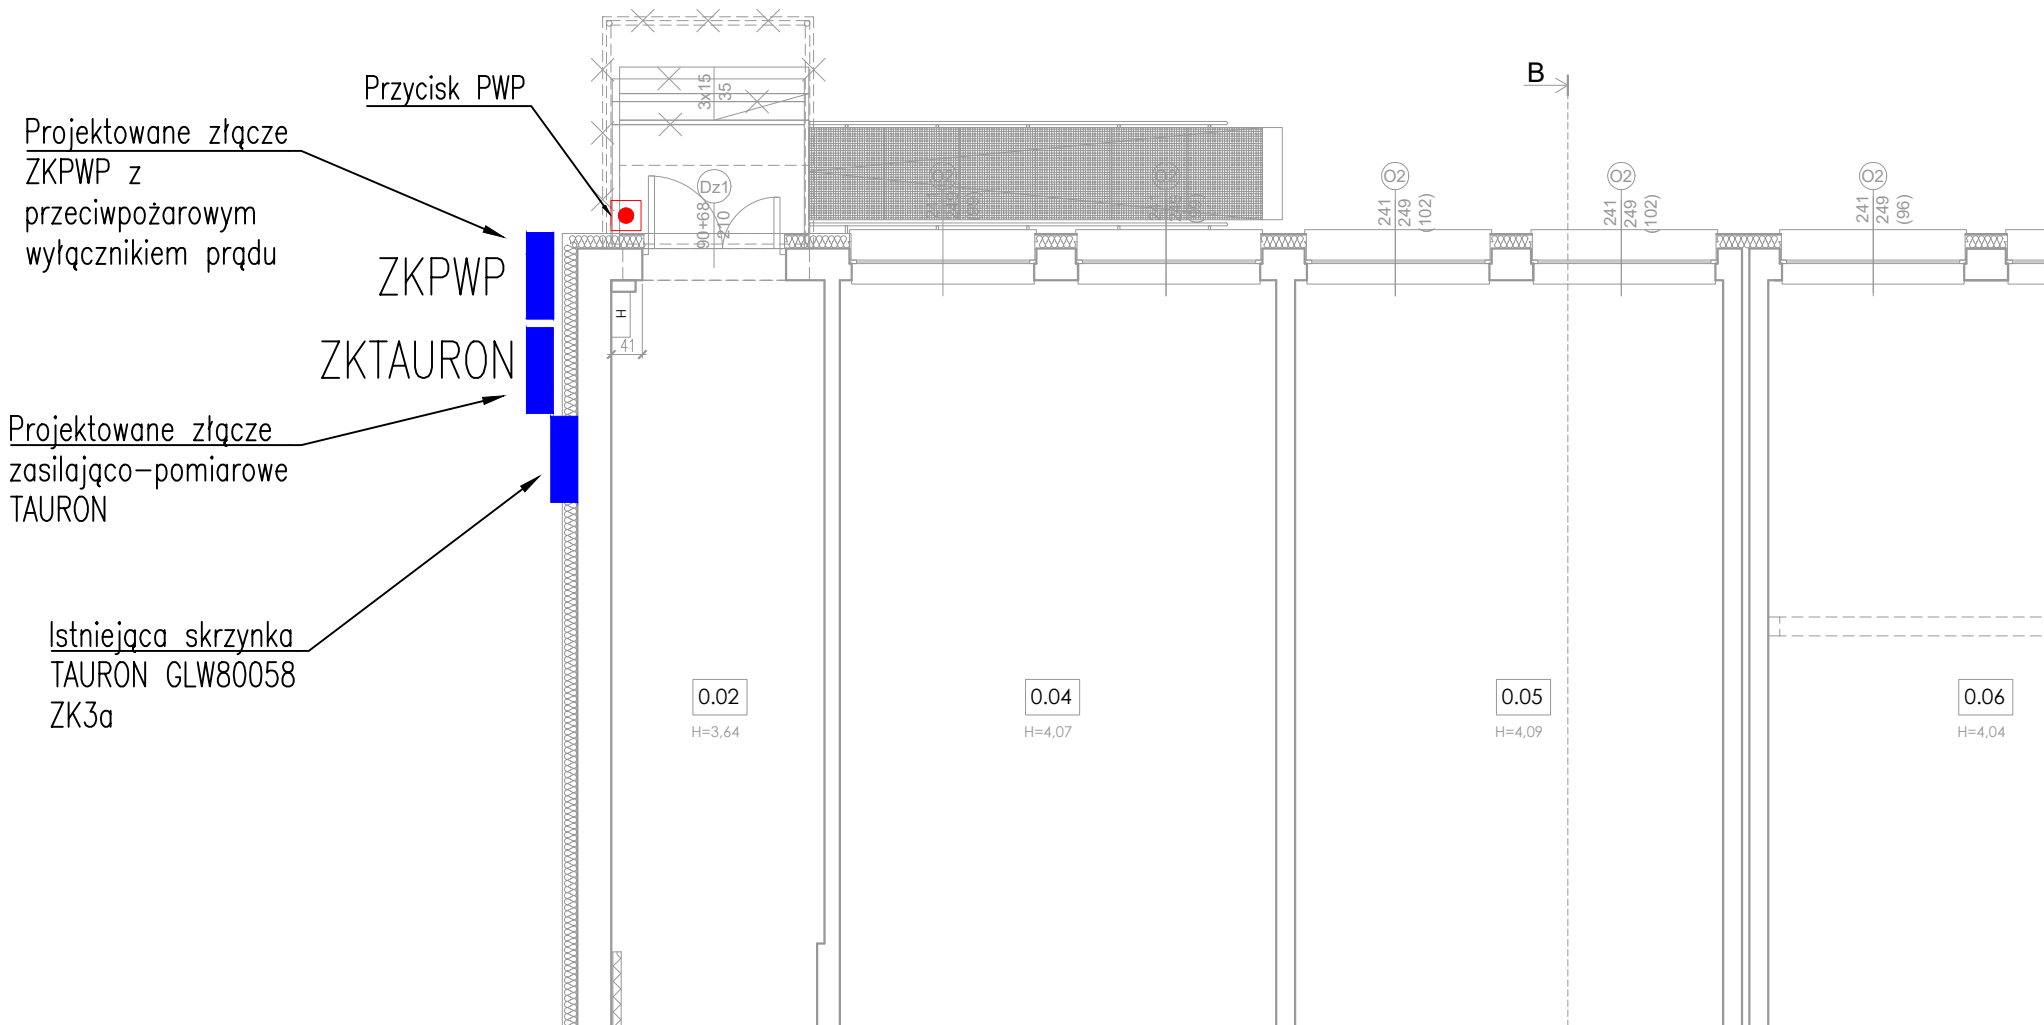 Przycisk PWP
Projektowane złącze
ZKPWP z
przeciwpożarowym
wyłącznikiem prądu
ZKPWP
ZKTAURON
Projektowane złącze
zasilająco-pomiarowe
TAURON
Istniejąca skrzynka
TAURON GLW80058
ZK3a
3x15
35
Dz1
90+68
210
H
41
B
O2
O2
O2
241
249
(102)
O2
241
249
(102)
O2
241
249
(96)
0.02
H=3,64
0.04
H=4,07
0.05
H=4,09
0.06
H=4,04